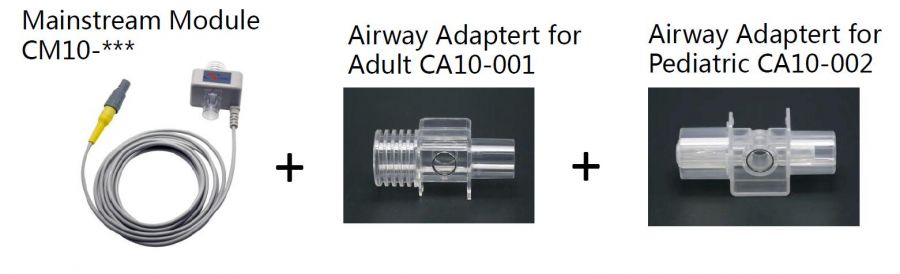 Mainstream Module
CM10-***
Airway Adaptert for
Adult CA10-001
Airway Adaptert for
Pediatric CA10-002
+
+